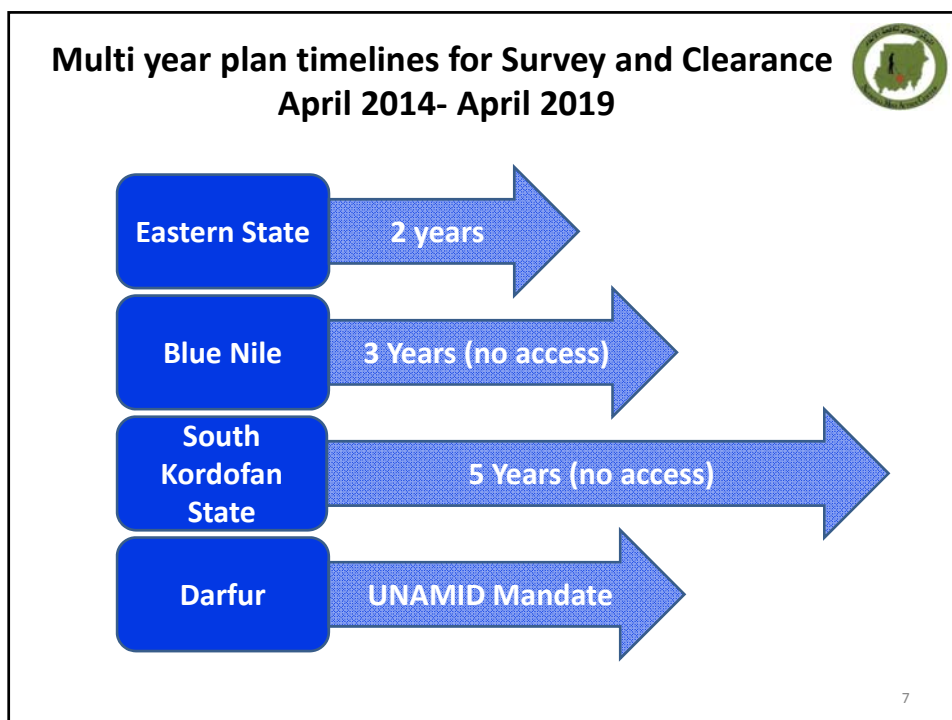 Multi year plan timelines for Survey and Clearance
April 2014- April 2019
Eastern State
2 years
Blue Nile
3 Years (no access)
South
Kordofan
State
5 Years (no access)
Darfur
UNAMID Mandate
7